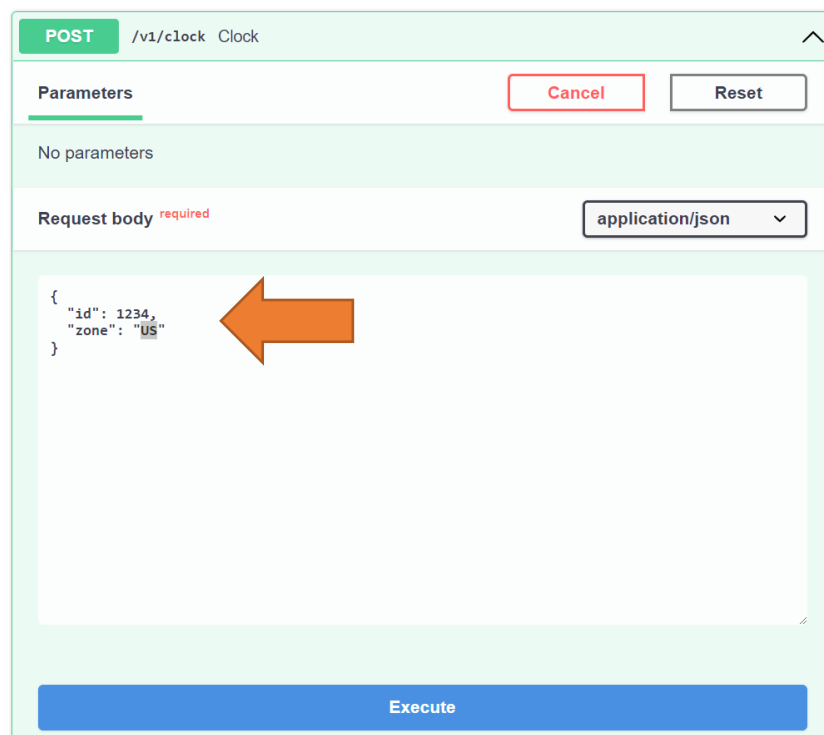 POST /v1/clock Clock
Parameters Cancel Reset
No parameters
Request body required application/json
{
  "id": 1234,
  "zone": "US"
}
Execute